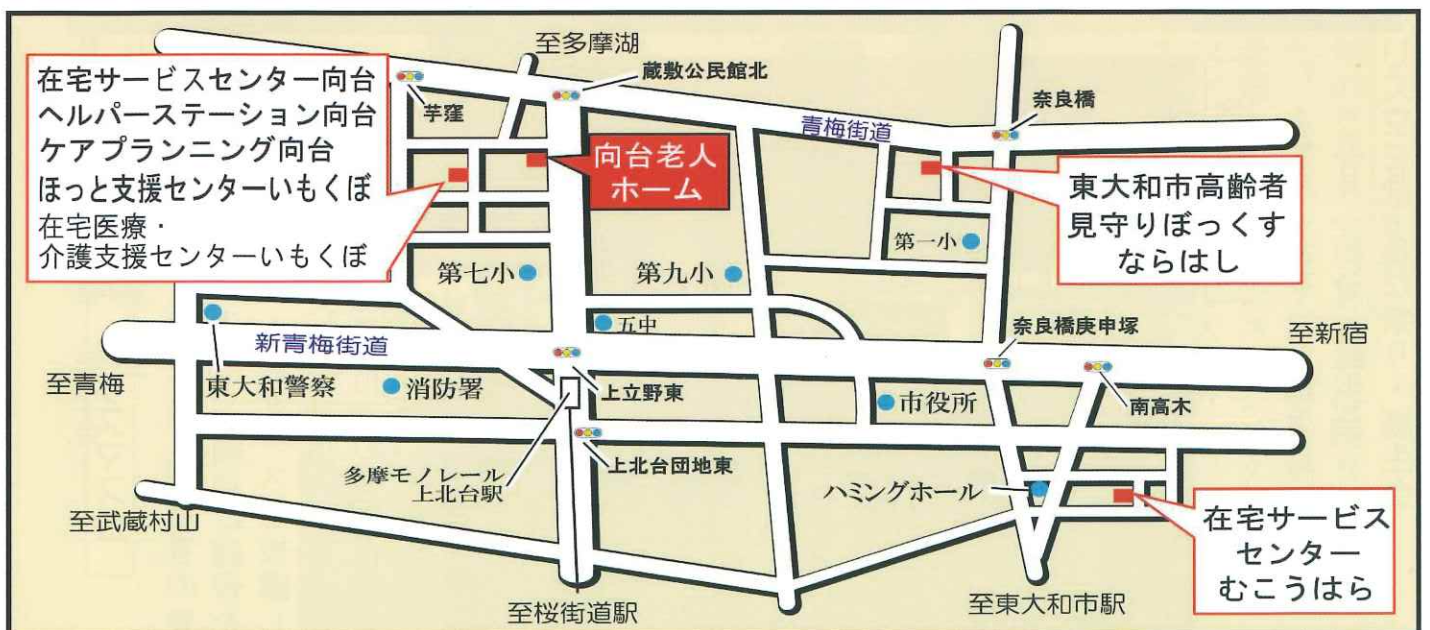 至多摩湖
在宅サービスセンター向台
ヘルパーステーション向台
ケアプランニング向台
ほっと支援センターいもくぼ
在宅医療・
介護支援センターいもくぼ
芋窪
蔵敷公民館北
青梅街道
奈良橋
向台老人
ホーム
東大和市高齢者
見守りぼっくす
ならはし
第一小
第七小
第九小
五中
新青梅街道
奈良橋庚申塚
至新宿
至青梅
東大和警察
消防署
上立野東
市役所
南高木
多摩モノレール
上北台駅
上北台団地東
ハミングホール
至武蔵村山
在宅サービス
センター
むこうはら
至桜街道駅
至東大和市駅